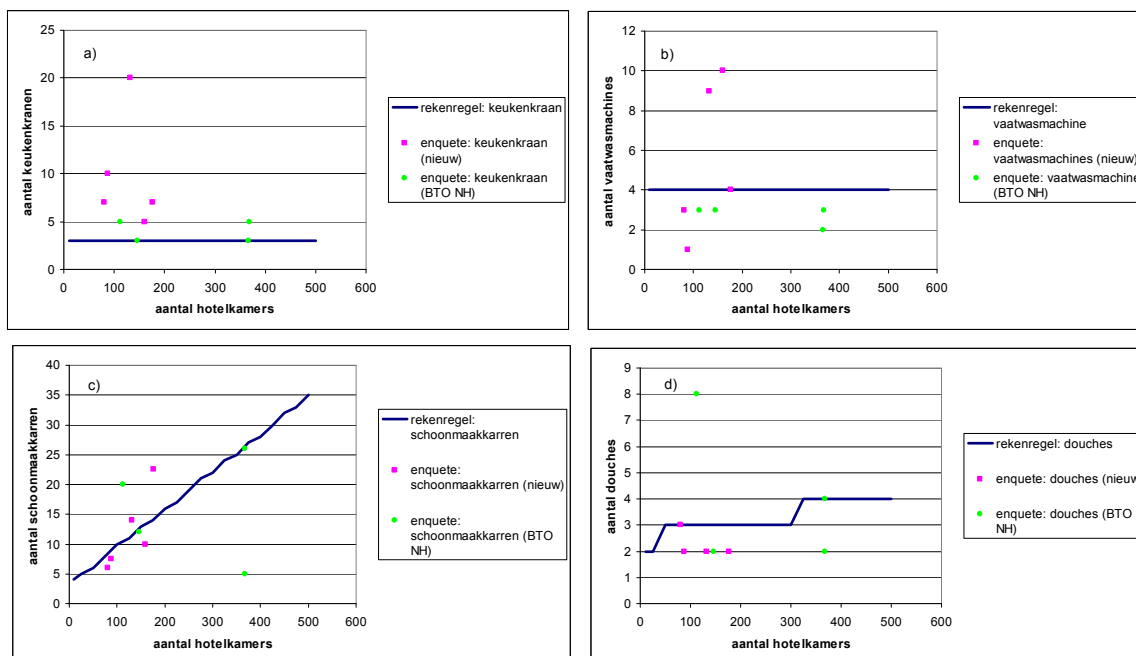 a)
aantal keukenkranen
25
20
15
10
5
0
0 100 200 300 400 500 600
aantal hotelkamers
rekenregel: keukenkraan
enquete: keukenkraan
(nieuw)
enquete: keukenkraan
(BTO NH)
b)
aantal vaatwasmachines
12
10
8
6
4
2
0
0 100 200 300 400 500 600
aantal hotelkamers
rekenregel:
vaatwasmachine
enquete:
vaatwasmachines (nieuw)
enquete: vaatwasmachine
(BTO NH)
c)
aantal schoonmaakkarren
40
35
30
25
20
15
10
5
0
0 100 200 300 400 500 600
aantal hotelkamers
rekenregel:
schoonmaakkarren
enquete:
schoonmaakkarren (nieuw)
enquete:
schoonmaakkarren (BTO
NH)
d)
aantal douches
9
8
7
6
5
4
3
2
1
0
0 100 200 300 400 500 600
aantal hotelkamers
rekenregel: douches
enquete: douches (nieuw
enquete: douches (BTO
NH)